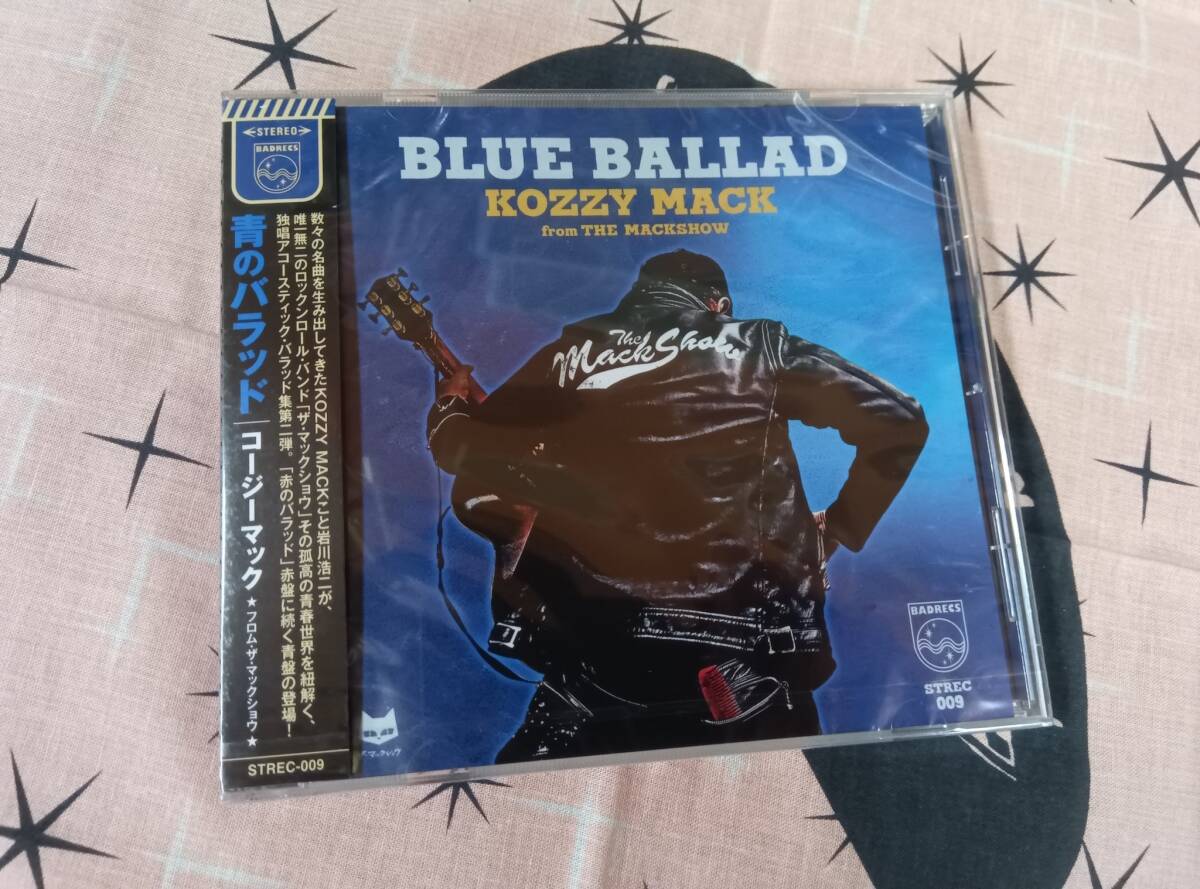 STEREO
BADRECS
青のバラッド
コージーマック ★フロム・ザ・マックショウ★
数々の名曲を生み出してきたKOZZY MACKこと岩川浩二が、
唯一無二のロックンロール・バンド「ザ・マックショウ」その孤高の青春世界を紐解く、
独唱アコースティック・バラッド集第二弾。「赤のバラッド」赤盤に続く青盤の登場!
STREC-009
BLUE BALLAD
KOZZY MACK
from THE MACKSHOW
The
MackShow
BADRECS
STREC
009